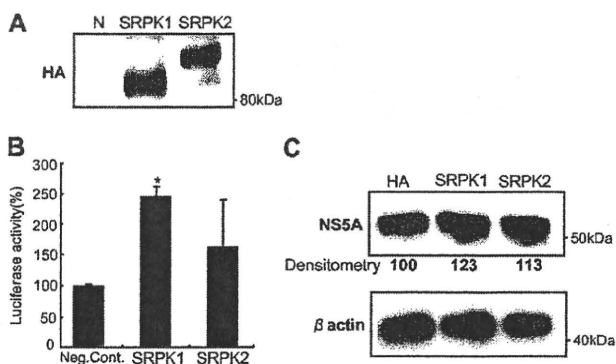 A
N SRPK1 SRPK2
HA
80kDa
B
Luciferase activity(%)
300
250
200
150
100
50
0
*
Neg.Cont. SRPK1 SRPK2
C
HA SRPK1 SRPK2
NS5A
50kDa
Densitometry 100 123 113
β actin
40kDa